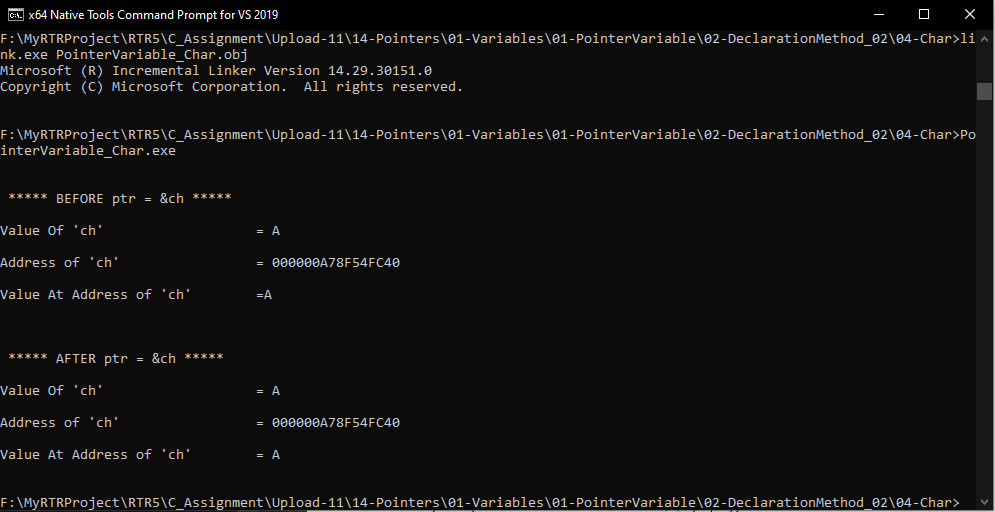 x64 Native Tools Command Prompt for VS 2019
F:\MyRTRProject\RTR5\C_Assignment\Upload-11\14-Pointers\01-Variables\01-PointerVariable\02-DeclarationMethod_02\04-Char>li
nk.exe PointerVariable_Char.obj
Microsoft (R) Incremental Linker Version 14.29.30151.0
Copyright (C) Microsoft Corporation.  All rights reserved.
F:\MyRTRProject\RTR5\C_Assignment\Upload-11\14-Pointers\01-Variables\01-PointerVariable\02-DeclarationMethod_02\04-Char>Po
interVariable_Char.exe
***** BEFORE ptr = &ch *****
Value Of 'ch'                   = A
Address of 'ch'                 = 000000A78F54FC40
Value At Address of 'ch'        =A
***** AFTER ptr = &ch *****
Value Of 'ch'                   = A
Address of 'ch'                 = 000000A78F54FC40
Value At Address of 'ch'        = A
F:\MyRTRProject\RTR5\C_Assignment\Upload-11\14-Pointers\01-Variables\01-PointerVariable\02-DeclarationMethod_02\04-Char>